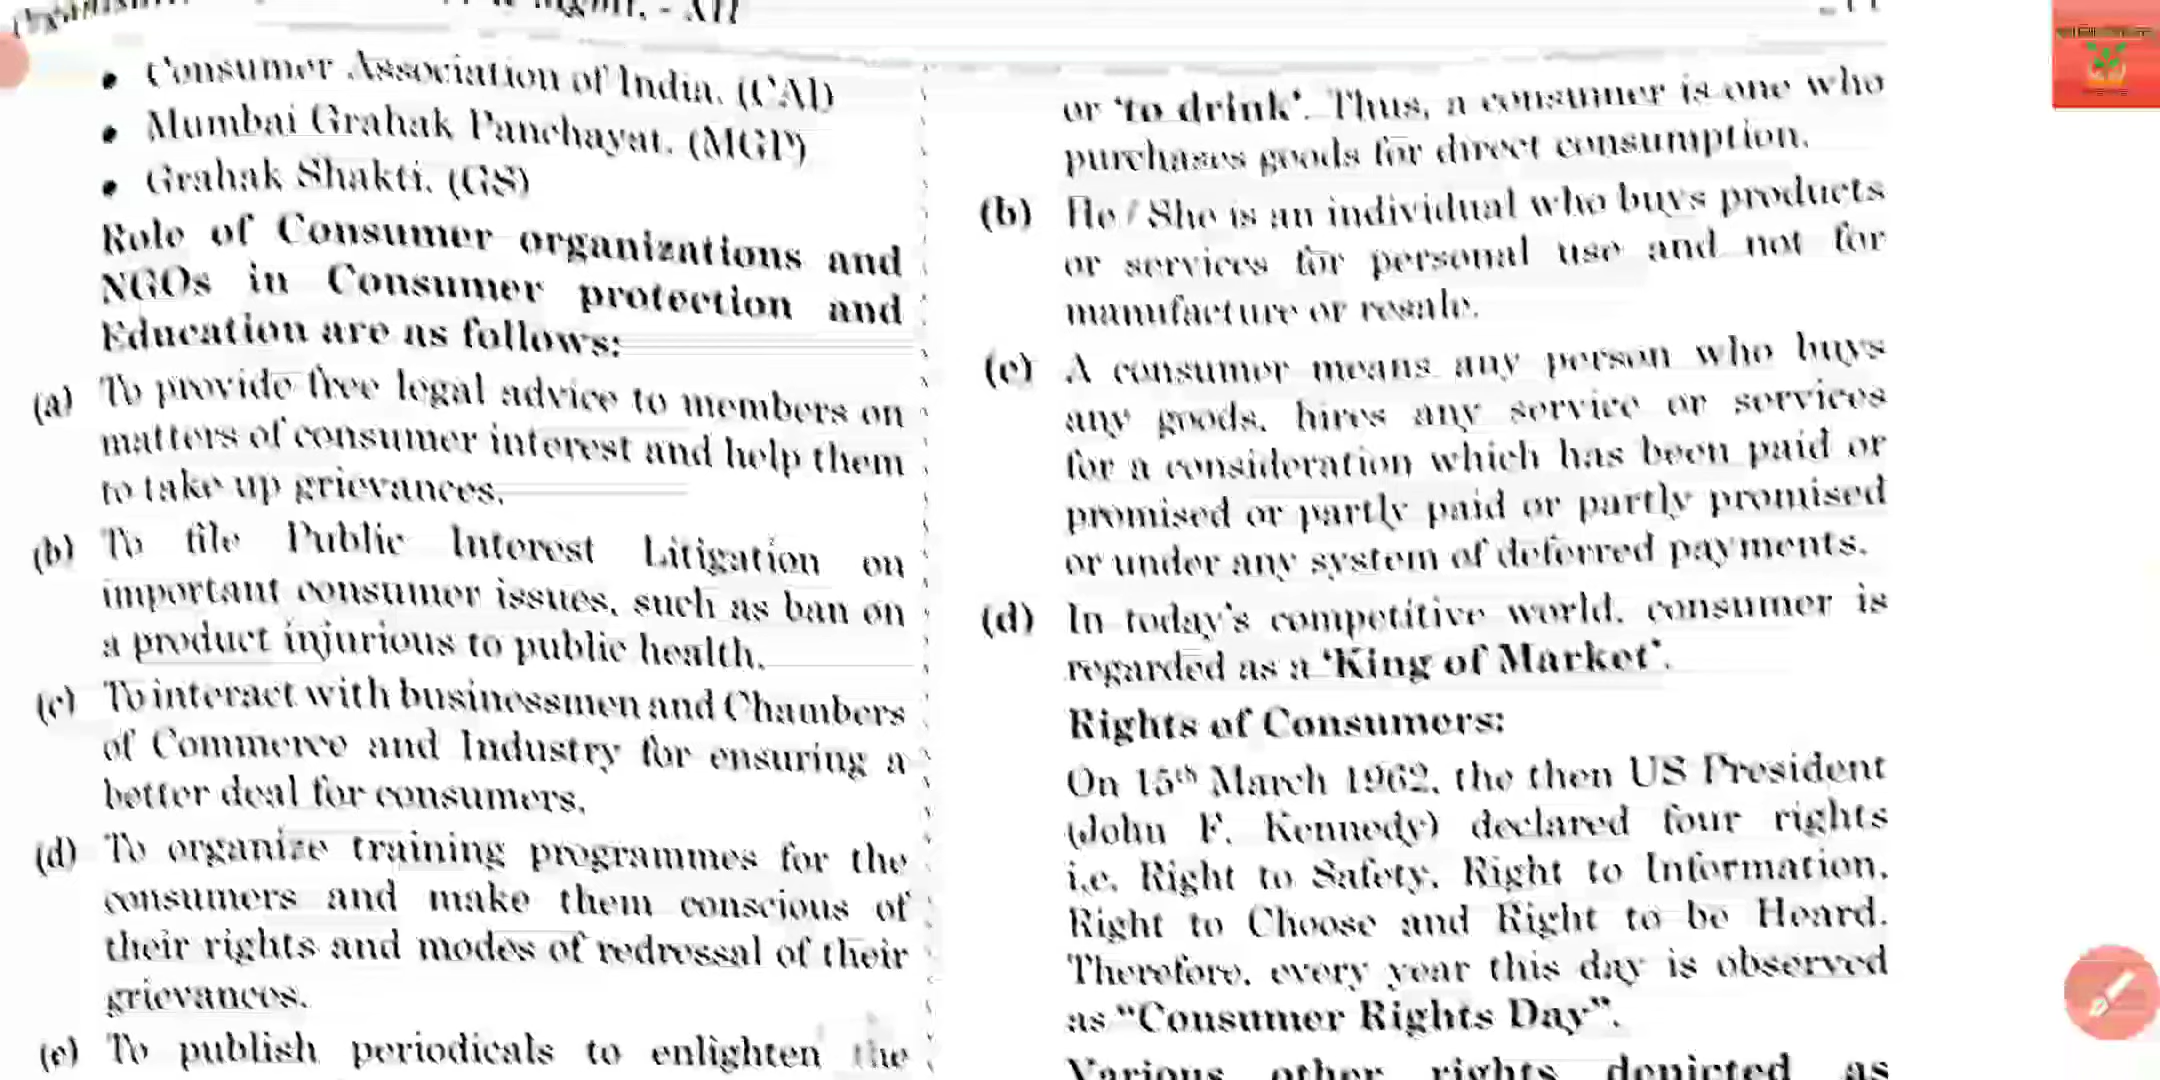 - XII
• Consumer Association of India. (CAI)
• Mumbai Grahak Panchayat. (MGP)
• Grahak Shakti. (GS)
Role of Consumer organizations and
NGOs in Consumer protection and
Education are as follows:
(a) To provide free legal advice to members on
matters of consumer interest and help them
to take up grievances.
(b) To file Public Interest Litigation on
important consumer issues, such as ban on
a product injurious to public health.
(c) To interact with businessmen and Chambers
of Commerce and Industry for ensuring a
better deal for consumers.
(d) To organize training programmes for the
consumers and make them conscious of
their rights and modes of redressal of their
grievances.
(e) To publish periodicals to enlighten the
or 'to drink'. Thus, a consumer is one who
purchases goods for direct consumption.
(b) He / She is an individual who buys products
or services for personal use and not for
manufacture or resale.
(c) A consumer means any person who buys
any goods, hires any service or services
for a consideration which has been paid or
promised or partly paid or partly promised
or under any system of deferred payments.
(d) In today's competitive world, consumer is
regarded as a 'King of Market'.
Rights of Consumers:
On 15th March 1962, the then US President
(John F. Kennedy) declared four rights
i.e. Right to Safety, Right to Information,
Right to Choose and Right to be Heard.
Therefore, every year this day is observed
as "Consumer Rights Day".
Various other rights depicted as